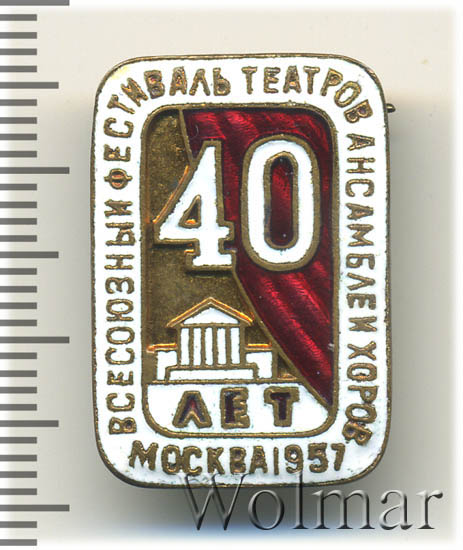 ВСЕСОЮЗНЫЙ ФЕСТИВАЛЬ ТЕАТРОВ АНСАМБЛЕЙ ХОРОВ
40
ЛЕТ
МОСКВА 1957
Wolmar